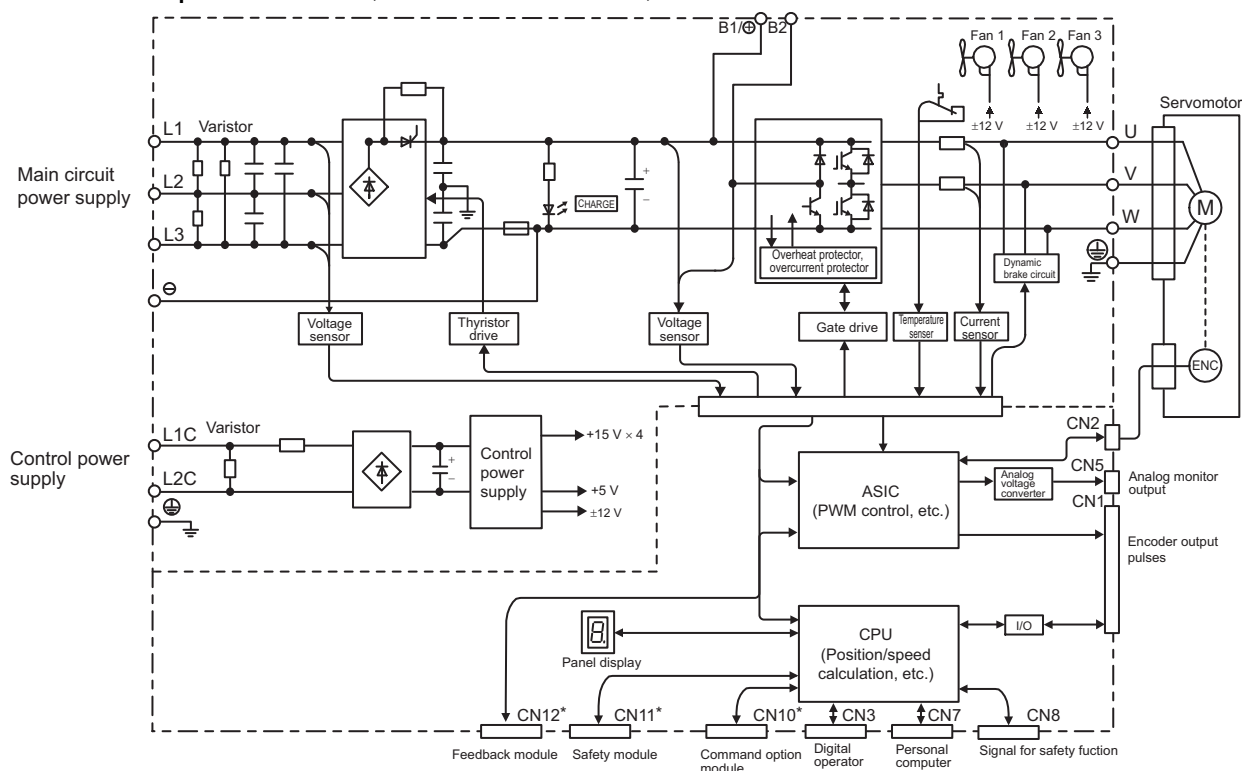 B1/⊕ B2
Fan 1 Fan 2 Fan 3
±12 V ±12 V ±12 V
Servomotor
L1 Varistor
L2
L3
Main circuit
power supply
CHARGE
+
−
Overheat protector,
overcurrent protector
U
V
W
M
Dynamic
brake circuit
⊖
Voltage
sensor
Thyristor
drive
Voltage
sensor
Gate drive
Temperature
senser
Current
sensor
ENC
Control power
supply
L1C Varistor
L2C
+
−
Control
power
supply
+15 V × 4
+5 V
±12 V
ASIC
(PWM control, etc.)
Analog
voltage
converter
CN2
CN5
CN1
Analog monitor
output
Encoder output
pulses
8.
Panel display
CPU
(Position/speed
calculation, etc.)
I/O
CN12* CN11* CN10* CN3 CN7 CN8
Feedback module
Safety module
Command option
module
Digital
operator
Personal
computer
Signal for safety fuction